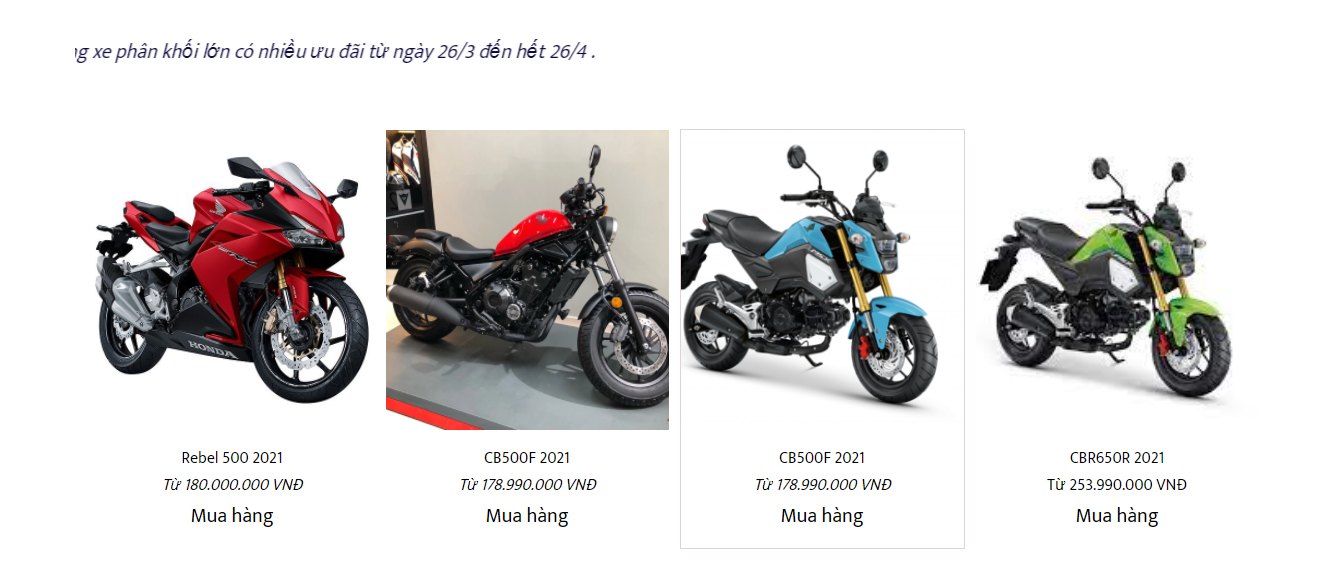 xe phân khối lớn có nhiều ưu đãi từ ngày 26/3 đến hết 26/4 .
HONDA
Rebel 500 2021
Từ 180.000.000 VNĐ
Mua hàng
CB500F 2021
Từ 178.990.000 VNĐ
Mua hàng
CB500F 2021
Từ 178.990.000 VNĐ
Mua hàng
CBR650R 2021
Từ 253.990.000 VNĐ
Mua hàng